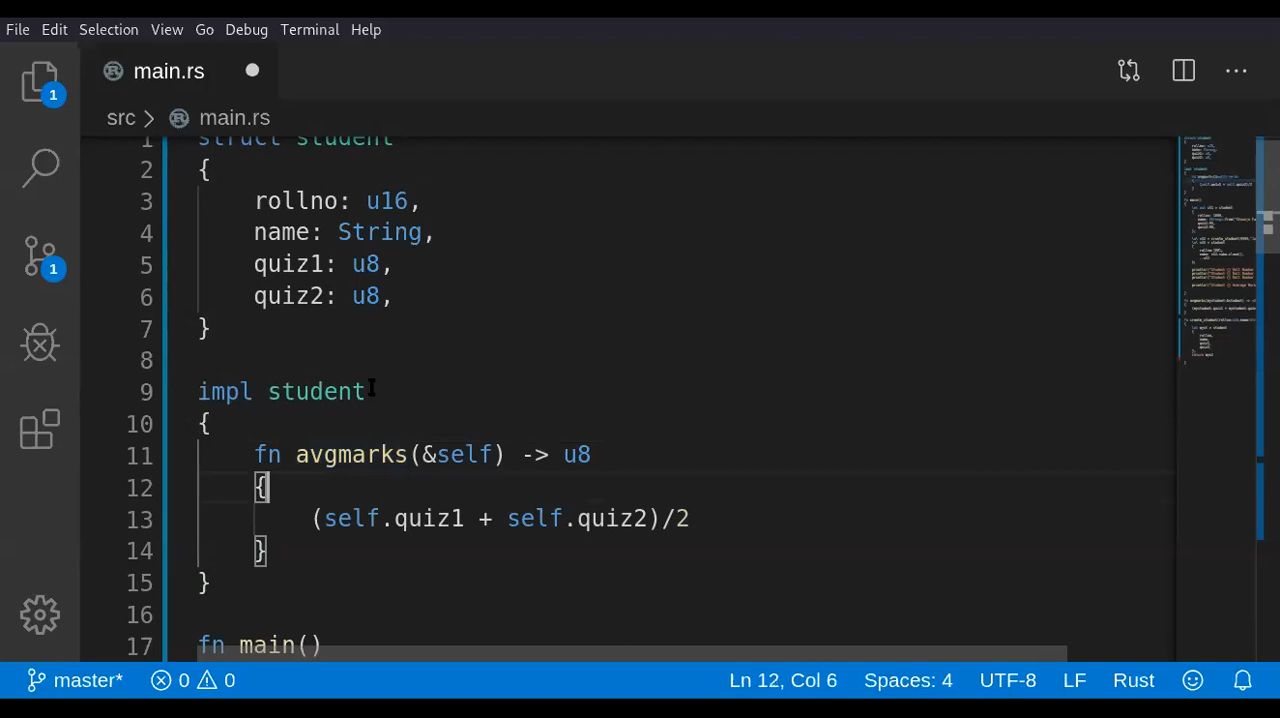 File Edit Selection View Go Debug Terminal Help
main.rs
1
src > main.rs
1 struct student
2 {
3 rollno: u16,
4 name: String,
5 quiz1: u8,
6 quiz2: u8,
7 }
8
9 impl student
10 {
11 fn avgmarks(&self) -> u8
12 {
13 (self.quiz1 + self.quiz2)/2
14 }
15 }
16
17 fn main()
1
master* 0 0 Ln 12, Col 6 Spaces: 4 UTF-8 LF Rust